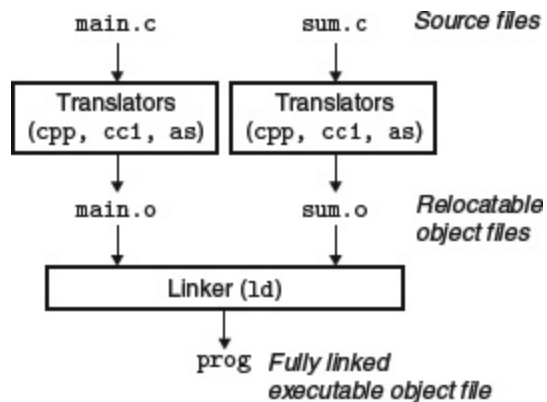 main.c sum.c Source files
Translators Translators
(cpp, cc1, as) (cpp, cc1, as)
main.o sum.o Relocatable
object files
Linker (ld)
prog Fully linked
executable object file